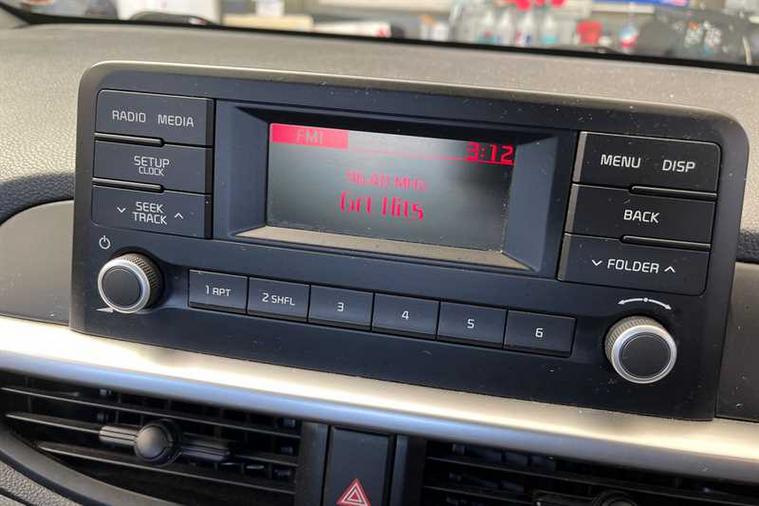 RADIO MEDIA
SETUP
CLOCK
SEEK
TRACK
FM1
3:12
MENU DISP
BACK
FOLDER
1 RPT
2 SHFL
3
4
5
6